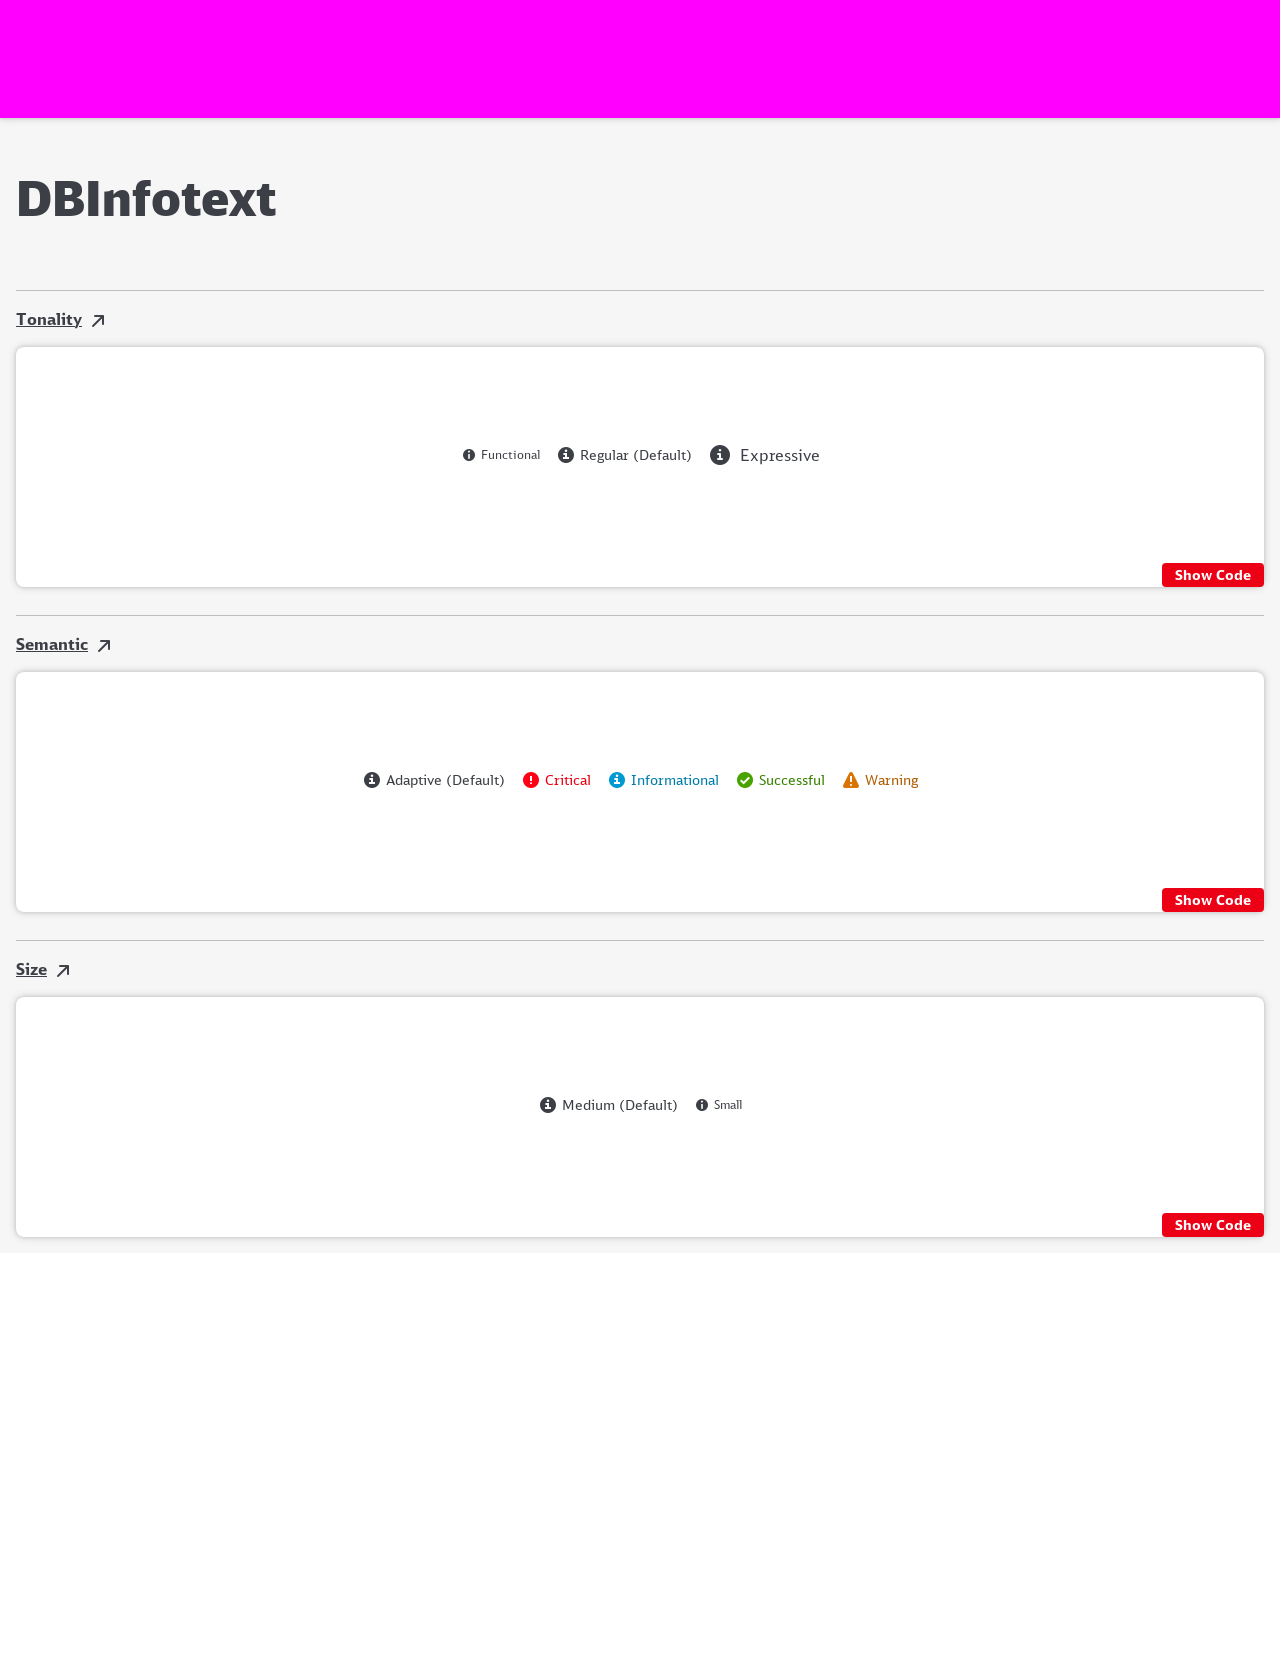 DBInfotext
Tonality
Functional Regular (Default) Expressive
Show Code
Semantic
Adaptive (Default) Critical Informational Successful Warning
Show Code
Size
Medium (Default) Small
Show Code